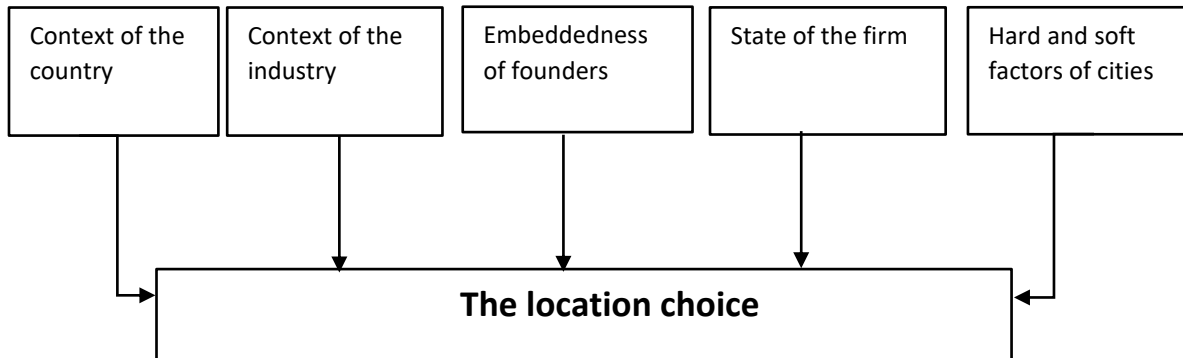 Context of the
country
Context of the
industry
Embeddedness
of founders
State of the firm
Hard and soft
factors of cities
The location choice